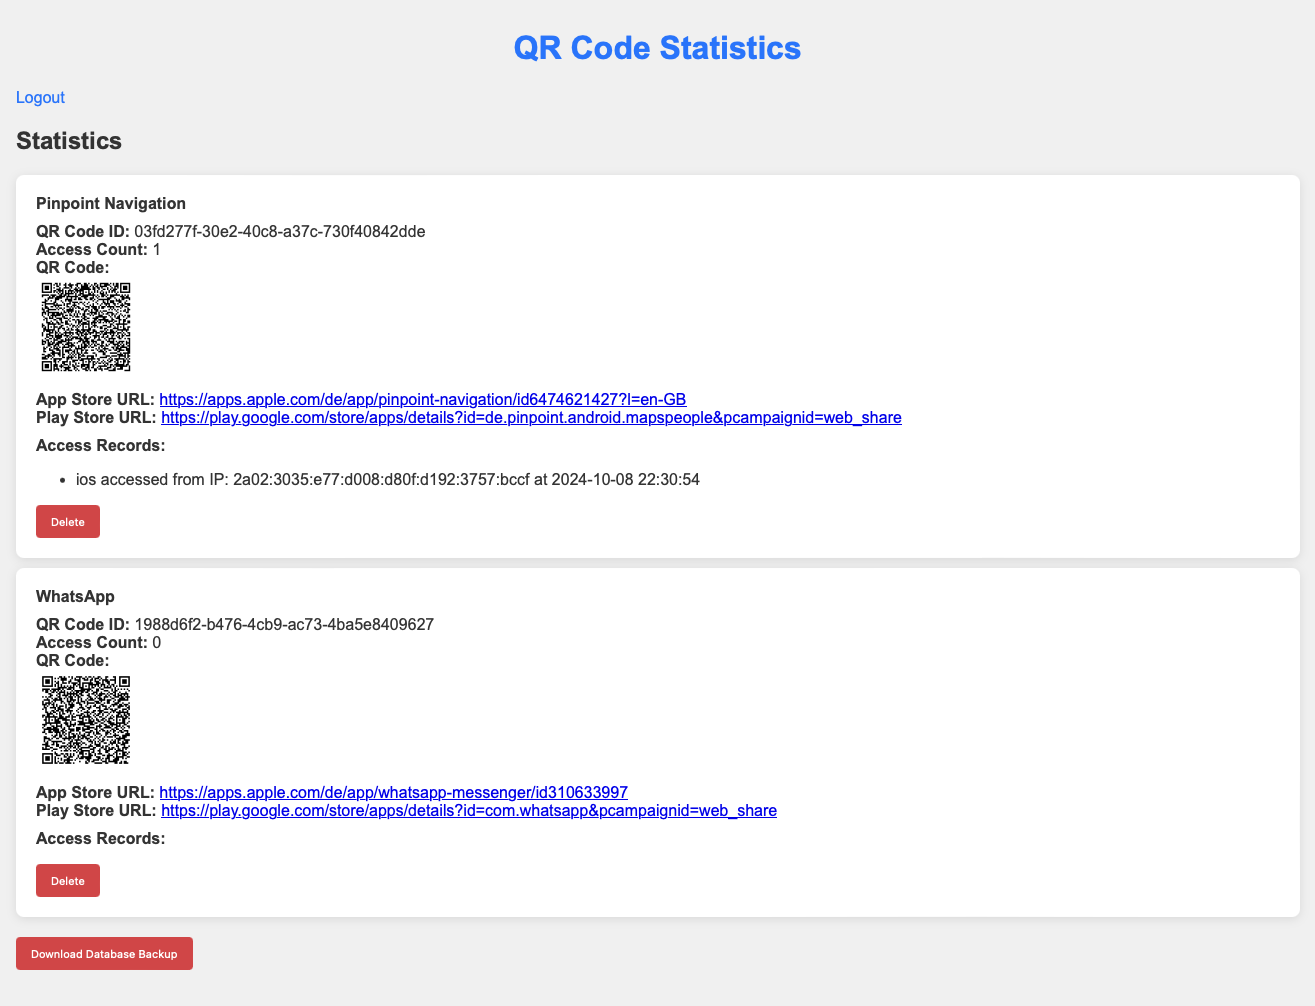 QR Code Statistics
Logout
Statistics
Pinpoint Navigation
QR Code ID: 03fd277f-30e2-40c8-a37c-730f40842dde
Access Count: 1
QR Code:
App Store URL: https://apps.apple.com/de/app/pinpoint-navigation/id6474621427?l=en-GB
Play Store URL: https://play.google.com/store/apps/details?id=de.pinpoint.android.mapspeople&pcampaignid=web_share
Access Records:
• ios accessed from IP: 2a02:3035:e77:d008:d80f:d192:3757:bccf at 2024-10-08 22:30:54
Delete
WhatsApp
QR Code ID: 1988d6f2-b476-4cb9-ac73-4ba5e8409627
Access Count: 0
QR Code:
App Store URL: https://apps.apple.com/de/app/whatsapp-messenger/id310633997
Play Store URL: https://play.google.com/store/apps/details?id=com.whatsapp&pcampaignid=web_share
Access Records:
Delete
Download Database Backup